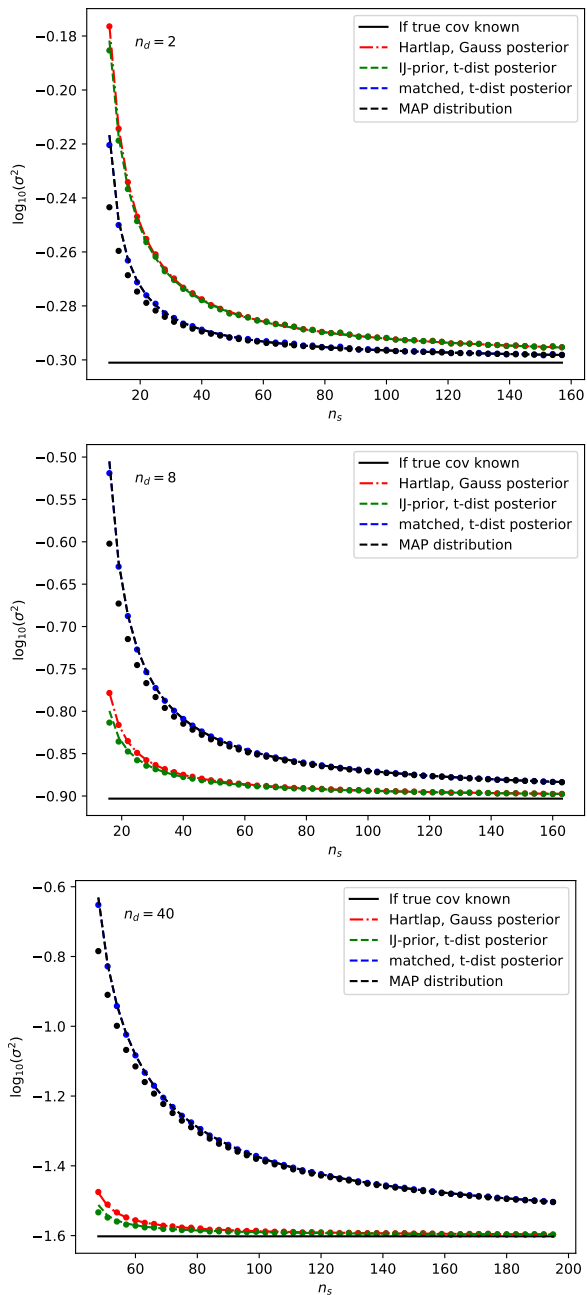 n_d = 2
If true cov known
Hartlap, Gauss posterior
IJ-prior, t-dist posterior
matched, t-dist posterior
MAP distribution
log₁₀(σ²)
−0.18
−0.20
−0.22
−0.24
−0.26
−0.28
−0.30
20 40 60 80 100 120 140 160
n_s
n_d = 8
If true cov known
Hartlap, Gauss posterior
IJ-prior, t-dist posterior
matched, t-dist posterior
MAP distribution
log₁₀(σ²)
−0.50
−0.55
−0.60
−0.65
−0.70
−0.75
−0.80
−0.85
−0.90
20 40 60 80 100 120 140 160
n_s
n_d = 40
If true cov known
Hartlap, Gauss posterior
IJ-prior, t-dist posterior
matched, t-dist posterior
MAP distribution
log₁₀(σ²)
−0.6
−0.8
−1.0
−1.2
−1.4
−1.6
60 80 100 120 140 160 180 200
n_s